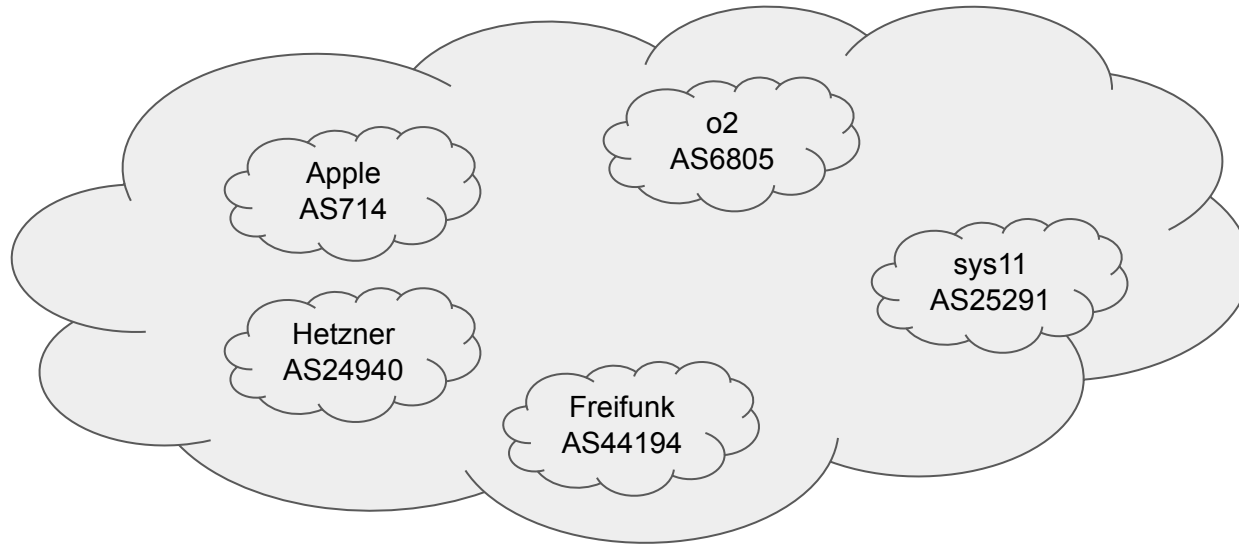 o2
AS6805
Apple
AS714
sys11
AS25291
Hetzner
AS24940
Freifunk
AS44194